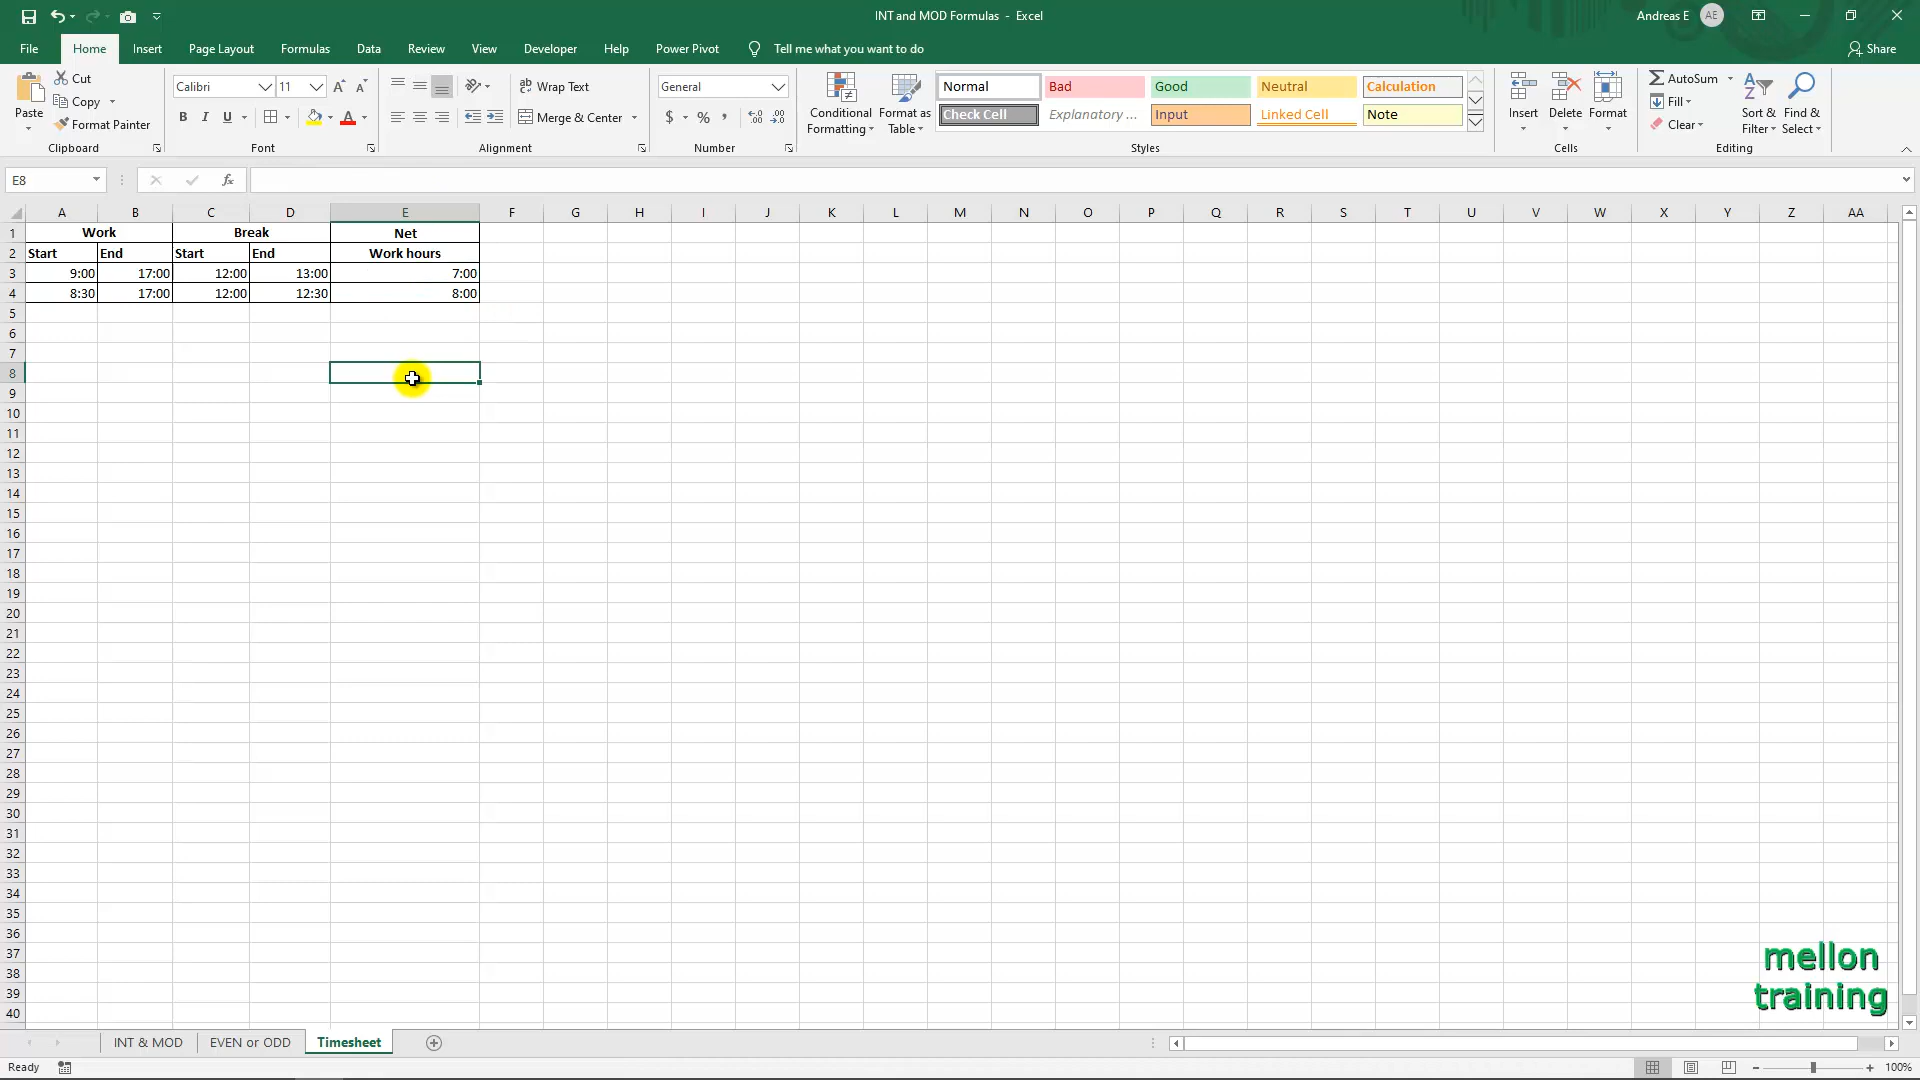 INT and MOD Formulas - Excel
Andreas E
AE
File Home Insert Page Layout Formulas Data Review View Developer Help Power Pivot Tell me what you want to do
Share
Paste
Cut
Copy
Format Painter
Clipboard
Calibri 11
A A
B I U A
Font
ab Wrap Text
Merge & Center
Alignment
General
$ % ,
Number
Conditional
Formatting
Format as
Table
Normal Bad Good Neutral Calculation
Check Cell Explanatory ... Input Linked Cell Note
Styles
Insert Delete Format
Cells
AutoSum
Fill
Clear
Sort &
Filter
Find &
Select
Editing
E8
fx
A B C D E F G H I J K L M N O P Q R S T U V W X Y Z AA
1 Work Break Net
2 Start End Start End Work hours
3 9:00 17:00 12:00 13:00 7:00
4 8:30 17:00 12:00 12:30 8:00
5
6
7
8
9
10
11
12
13
14
15
16
17
18
19
20
21
22
23
24
25
26
27
28
29
30
31
32
33
34
35
36
37
38
39
40
mellon
training
INT & MOD EVEN or ODD Timesheet
Ready
100%